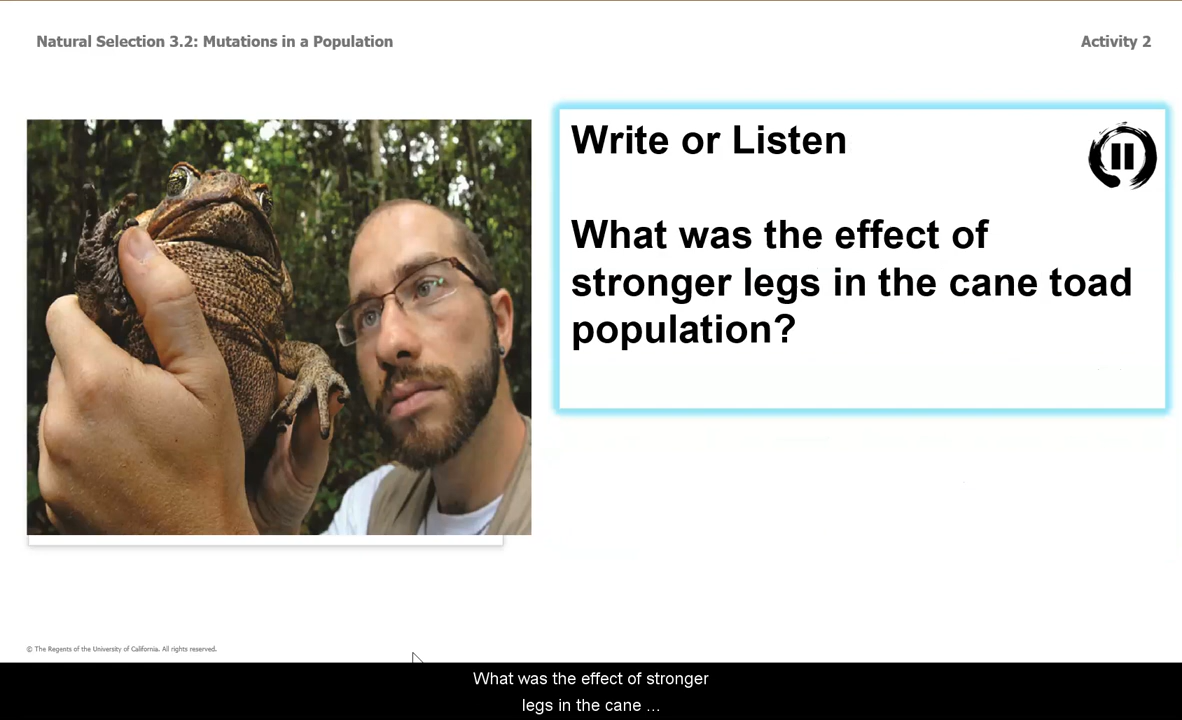 Natural Selection 3.2: Mutations in a Population
Activity 2
Write or Listen
What was the effect of
stronger legs in the cane toad
population?
© The Regents of the University of California. All rights reserved.
What was the effect of stronger
legs in the cane ...